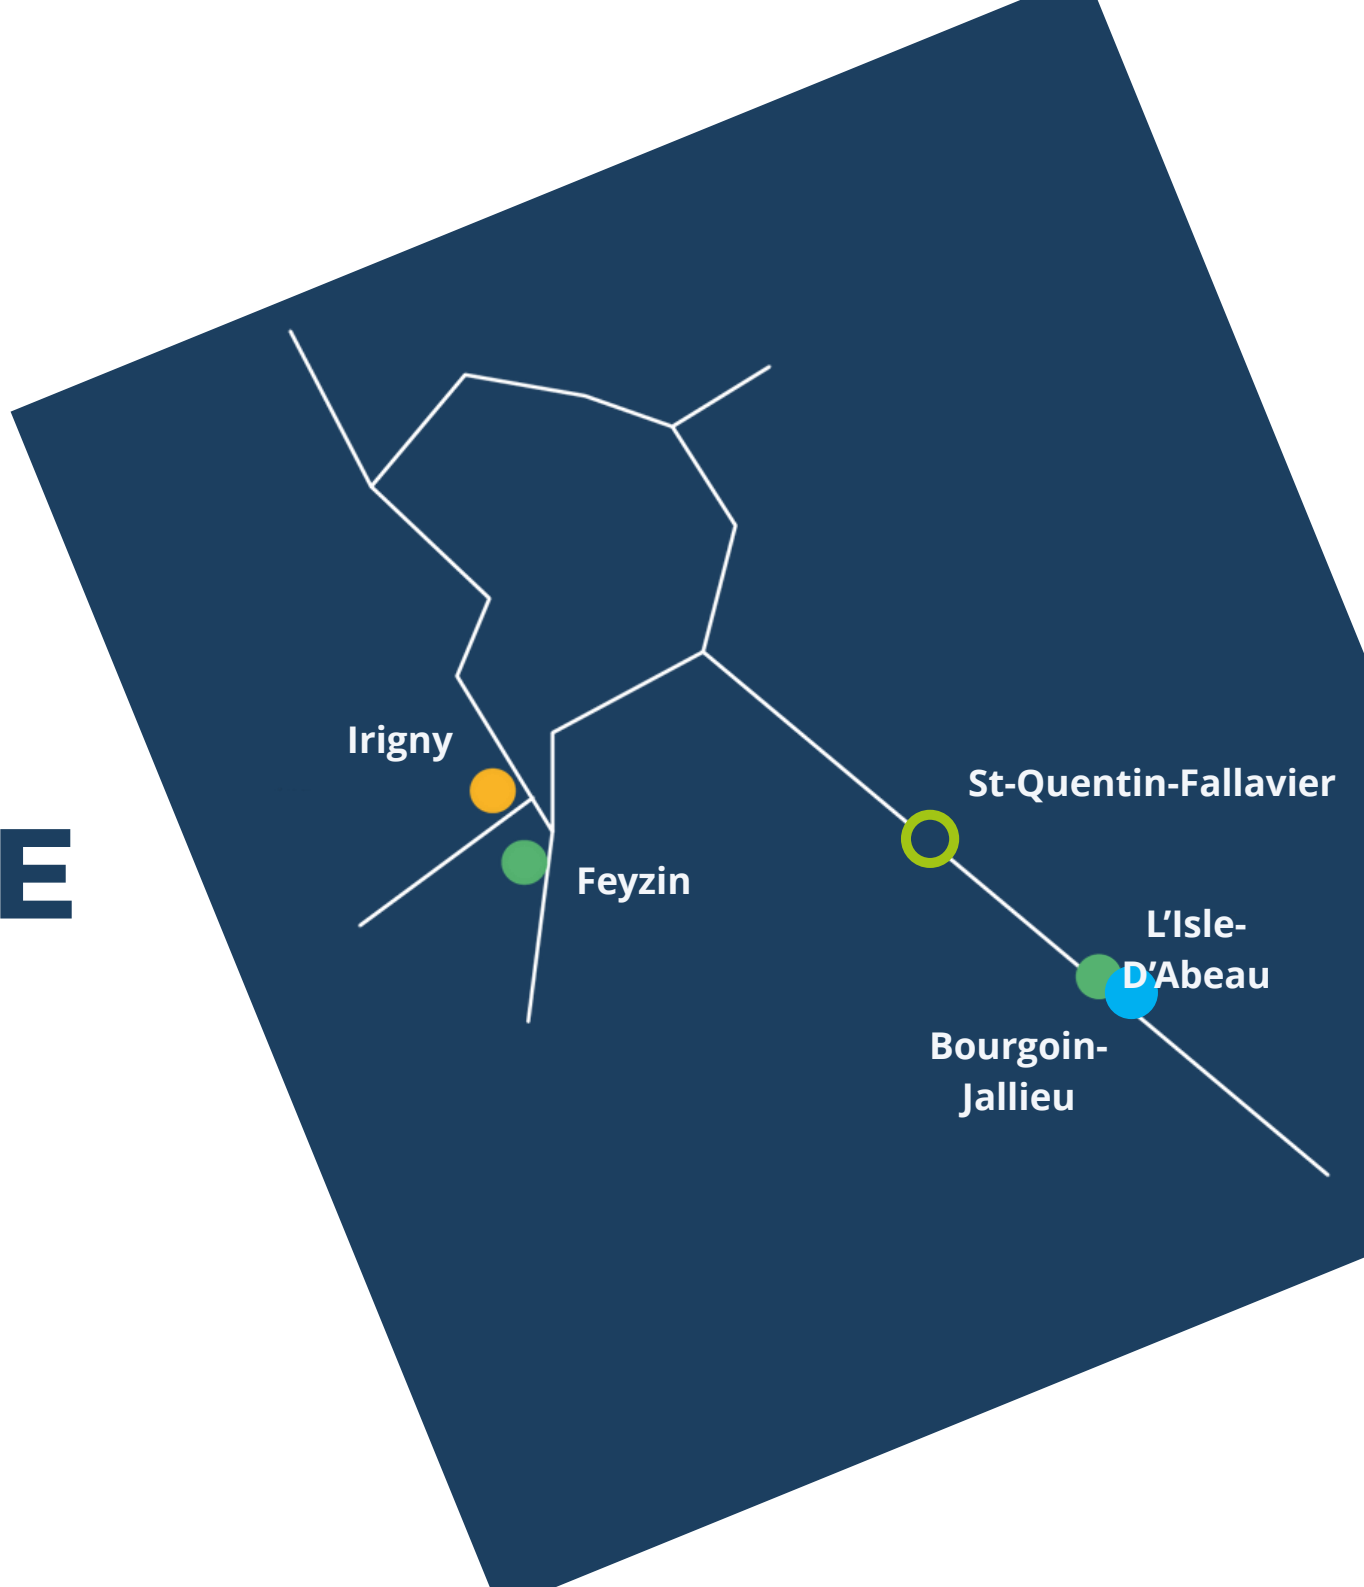 Irigny
St-Quentin-Fallavier
E
Feyzin
L’Isle-
D’Abeau
Bourgoin-
Jallieu